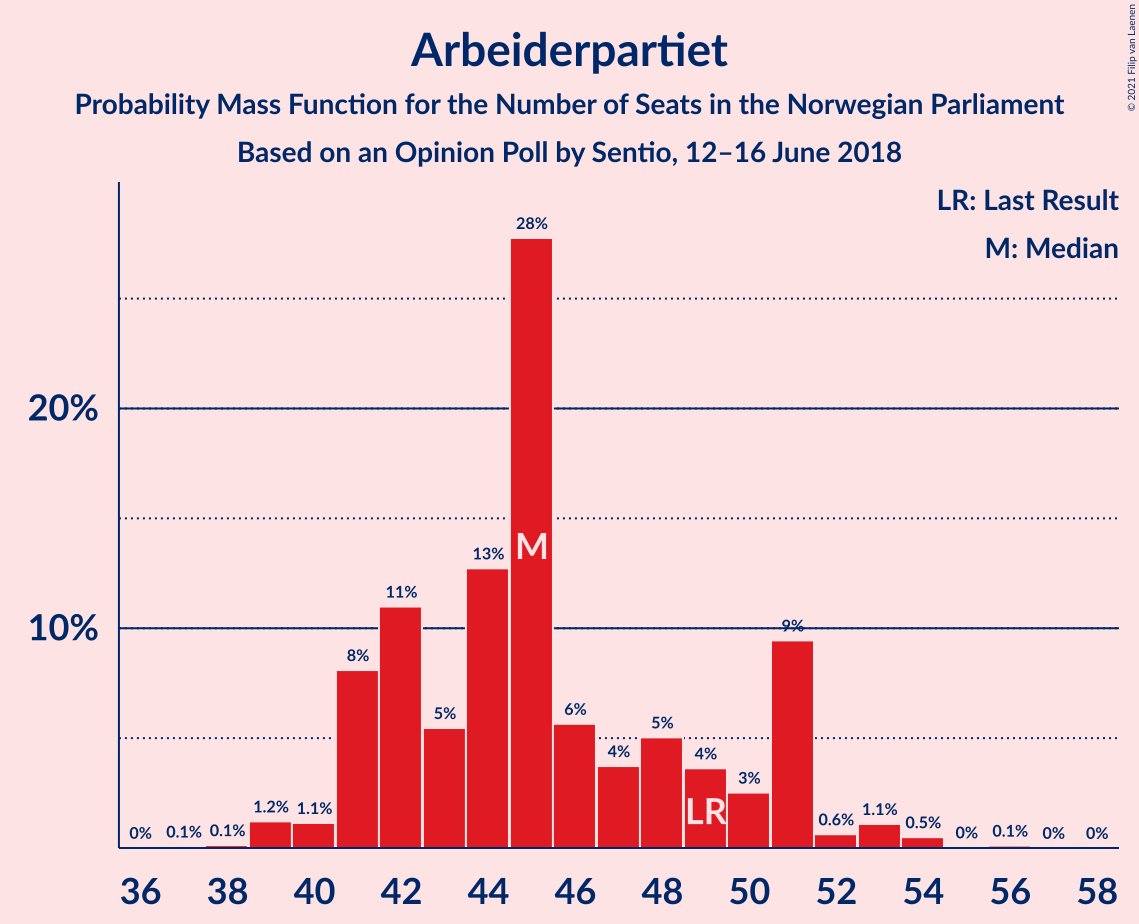 Arbeiderpartiet
Probability Mass Function for the Number of Seats in the Norwegian Parliament
Based on an Opinion Poll by Sentio, 12–16 June 2018
© 2021 Filip van Laenen
LR: Last Result
M: Median
20%
10%
0%
0.1%
0.1%
1.2%
1.1%
8%
11%
5%
13%
28%
6%
4%
5%
4%
3%
9%
0.6%
1.1%
0.5%
0%
0.1%
0%
0%
M
LR
36 38 40 42 44 46 48 50 52 54 56 58